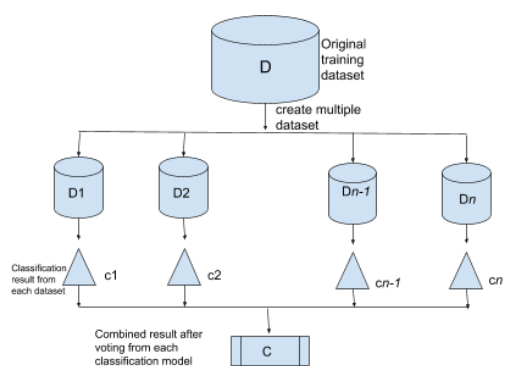 Original
training
dataset
D
create multiple
dataset
D1
D2
Dn-1
Dn
Classification
result from
each dataset
c1
c2
cn-1
cn
Combined result after
voting from each
classification model
C